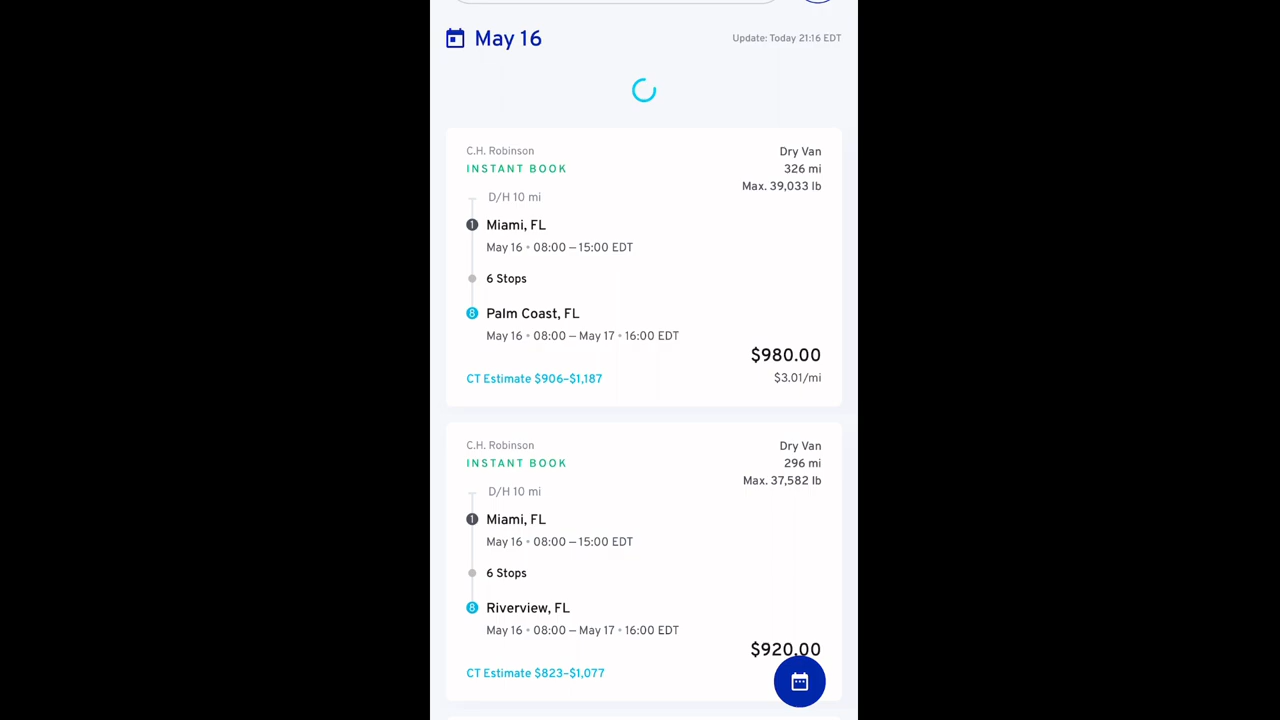 May 16
Update: Today 21:16 EDT
C.H. Robinson
INSTANT BOOK
Dry Van
326 mi
Max. 39,033 lb
D/H 10 mi
1 Miami, FL
May 16 • 08:00 – 15:00 EDT
6 Stops
8 Palm Coast, FL
May 16 • 08:00 – May 17 • 16:00 EDT
$980.00
CT Estimate $906–$1,187
$3.01/mi
C.H. Robinson
INSTANT BOOK
Dry Van
296 mi
Max. 37,582 lb
D/H 10 mi
1 Miami, FL
May 16 • 08:00 – 15:00 EDT
6 Stops
8 Riverview, FL
May 16 • 08:00 – May 17 • 16:00 EDT
$920.00
CT Estimate $823–$1,077